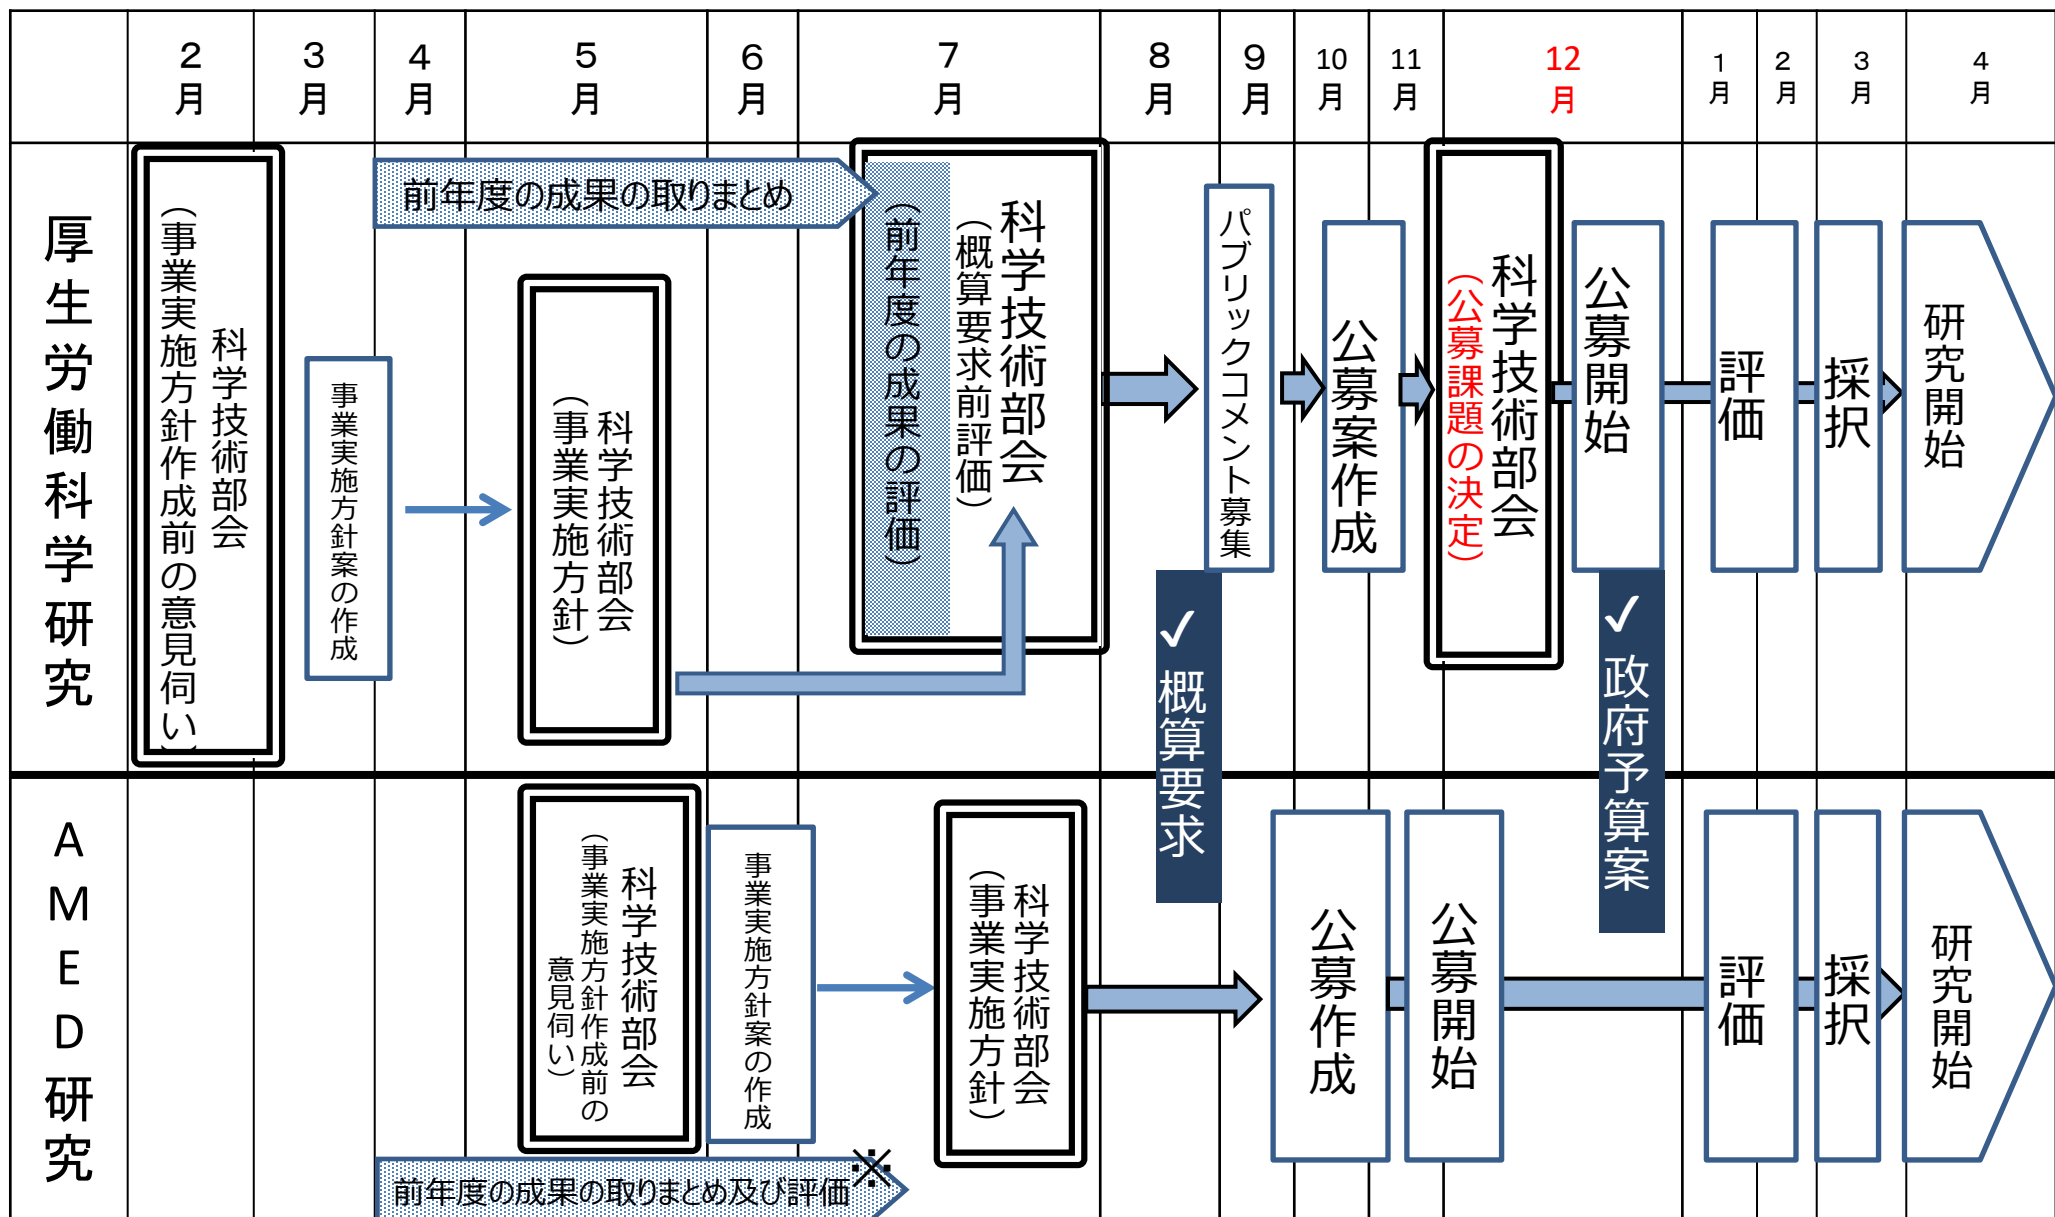 2月
3月
4月
5月
6月
7月
8月
9月
10月
11月
12月
1月
2月
3月
4月
厚生労働科学研究
科学技術部会
（事業実施方針作成前の意見伺い）
事業実施方針案の作成
前年度の成果の取りまとめ
科学技術部会
（事業実施方針）
科学技術部会
（概算要求前評価）
（前年度の成果の評価）
✓概算要求
パブリックコメント募集
公募案作成
科学技術部会
（公募課題の決定）
公募開始
✓政府予算案
評価
採択
研究開始
AMED研究
科学技術部会
（事業実施方針作成前の
意見伺い）
事業実施方針案の作成
前年度の成果の取りまとめ及び評価※
科学技術部会
（事業実施方針）
公募作成
公募開始
評価
採択
研究開始